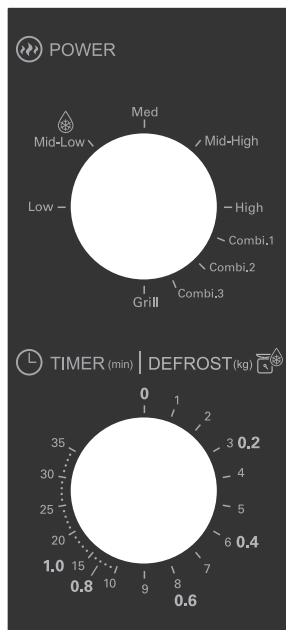 POWER
Med
Mid-Low
Mid-High
Low
High
Combi.1
Combi.2
Combi.3
Grill
TIMER (min) | DEFROST (kg)
0
1
2
3 0.2
4
5
6 0.4
7
8
0.6
9
10
15
0.8
1.0
20
25
30
35